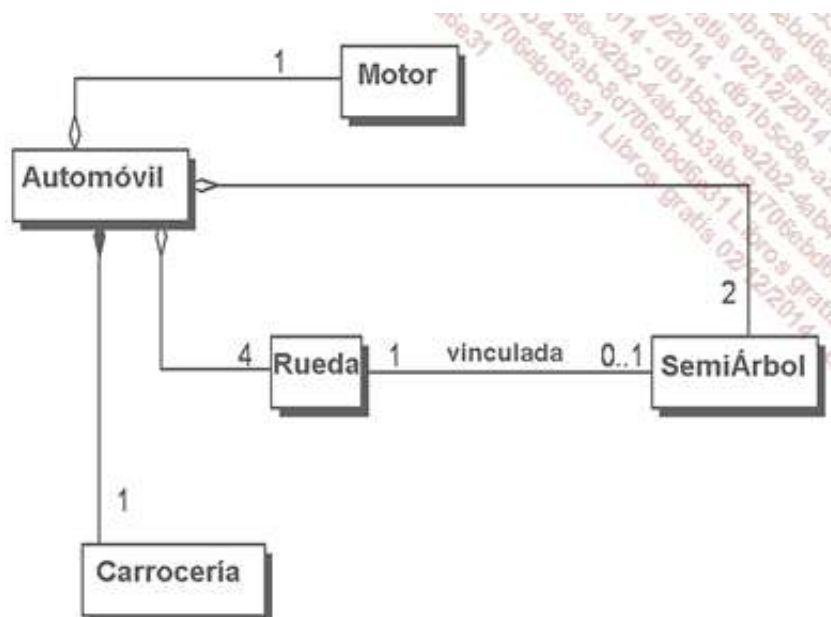 1
Motor
Automóvil
2
4
Rueda
1
vinculada
0..1
SemiÁrbol
1
Carrocería